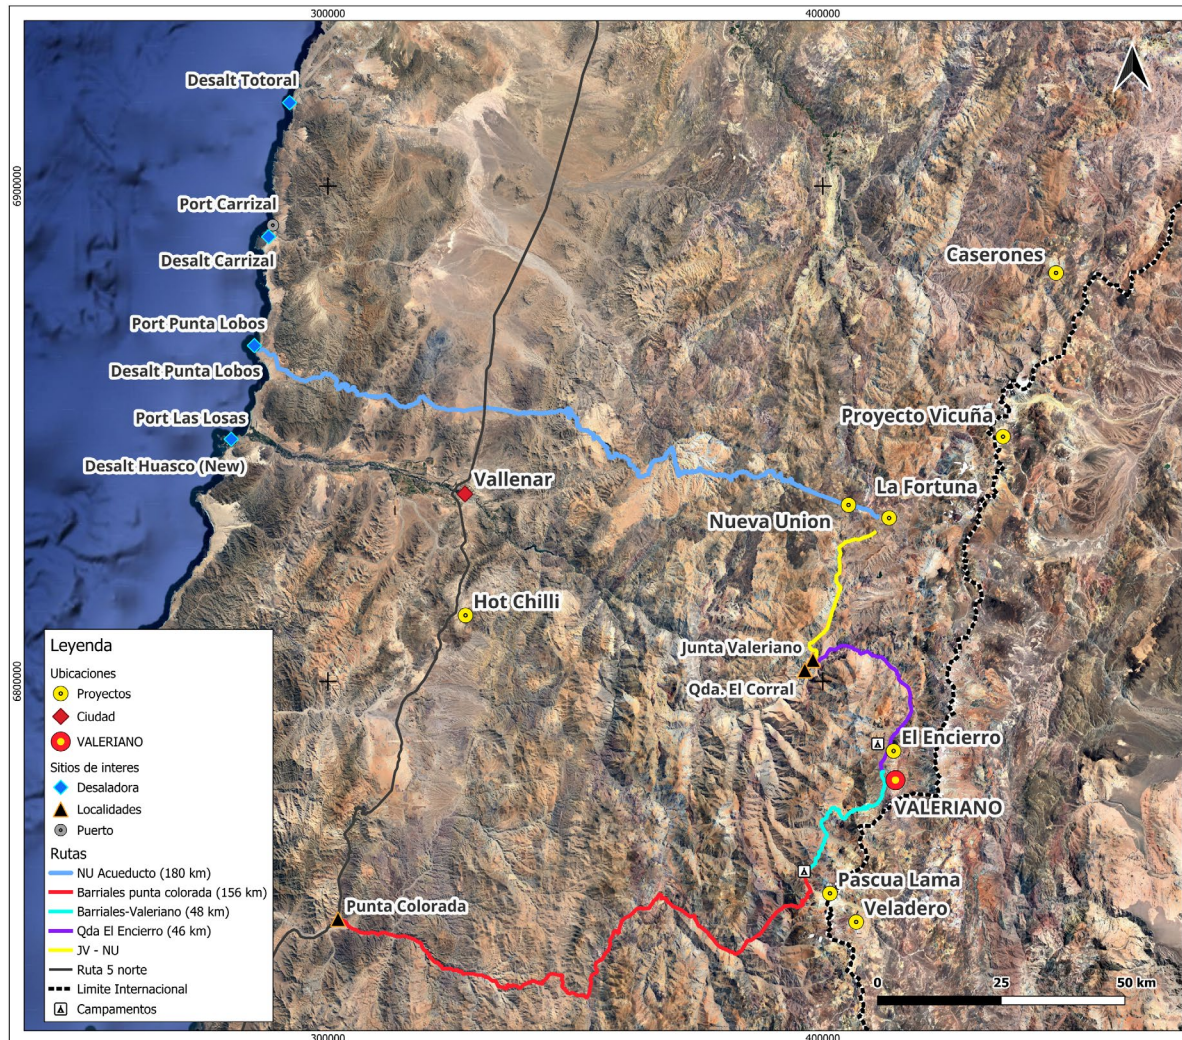 300000
400000
Desalt Totoral
6900000
Port Carrizal
Desalt Carrizal
Caserones
Port Punta Lobos
Desalt Punta Lobos
Proyecto Vicuña
Port Las Losas
Desalt Huasco (New)
Vallenar
La Fortuna
Nueva Union
Hot Chilli
Junta Valeriano
Qda. El Corral
6800000
El Encierro
VALERIANO
Pascua Lama
Veladero
Punta Colorada
Leyenda
Ubicaciones
Proyectos
Ciudad
VALERIANO
Sitios de interes
Desaladora
Localidades
Puerto
Rutas
NU Acueducto (180 km)
Barriales punta colorada (156 km)
Barriales-Valeriano (48 km)
Qda El Encierro (46 km)
JV - NU
Ruta 5 norte
Limite Internacional
Campamentos
0 25 50 km
300000
400000